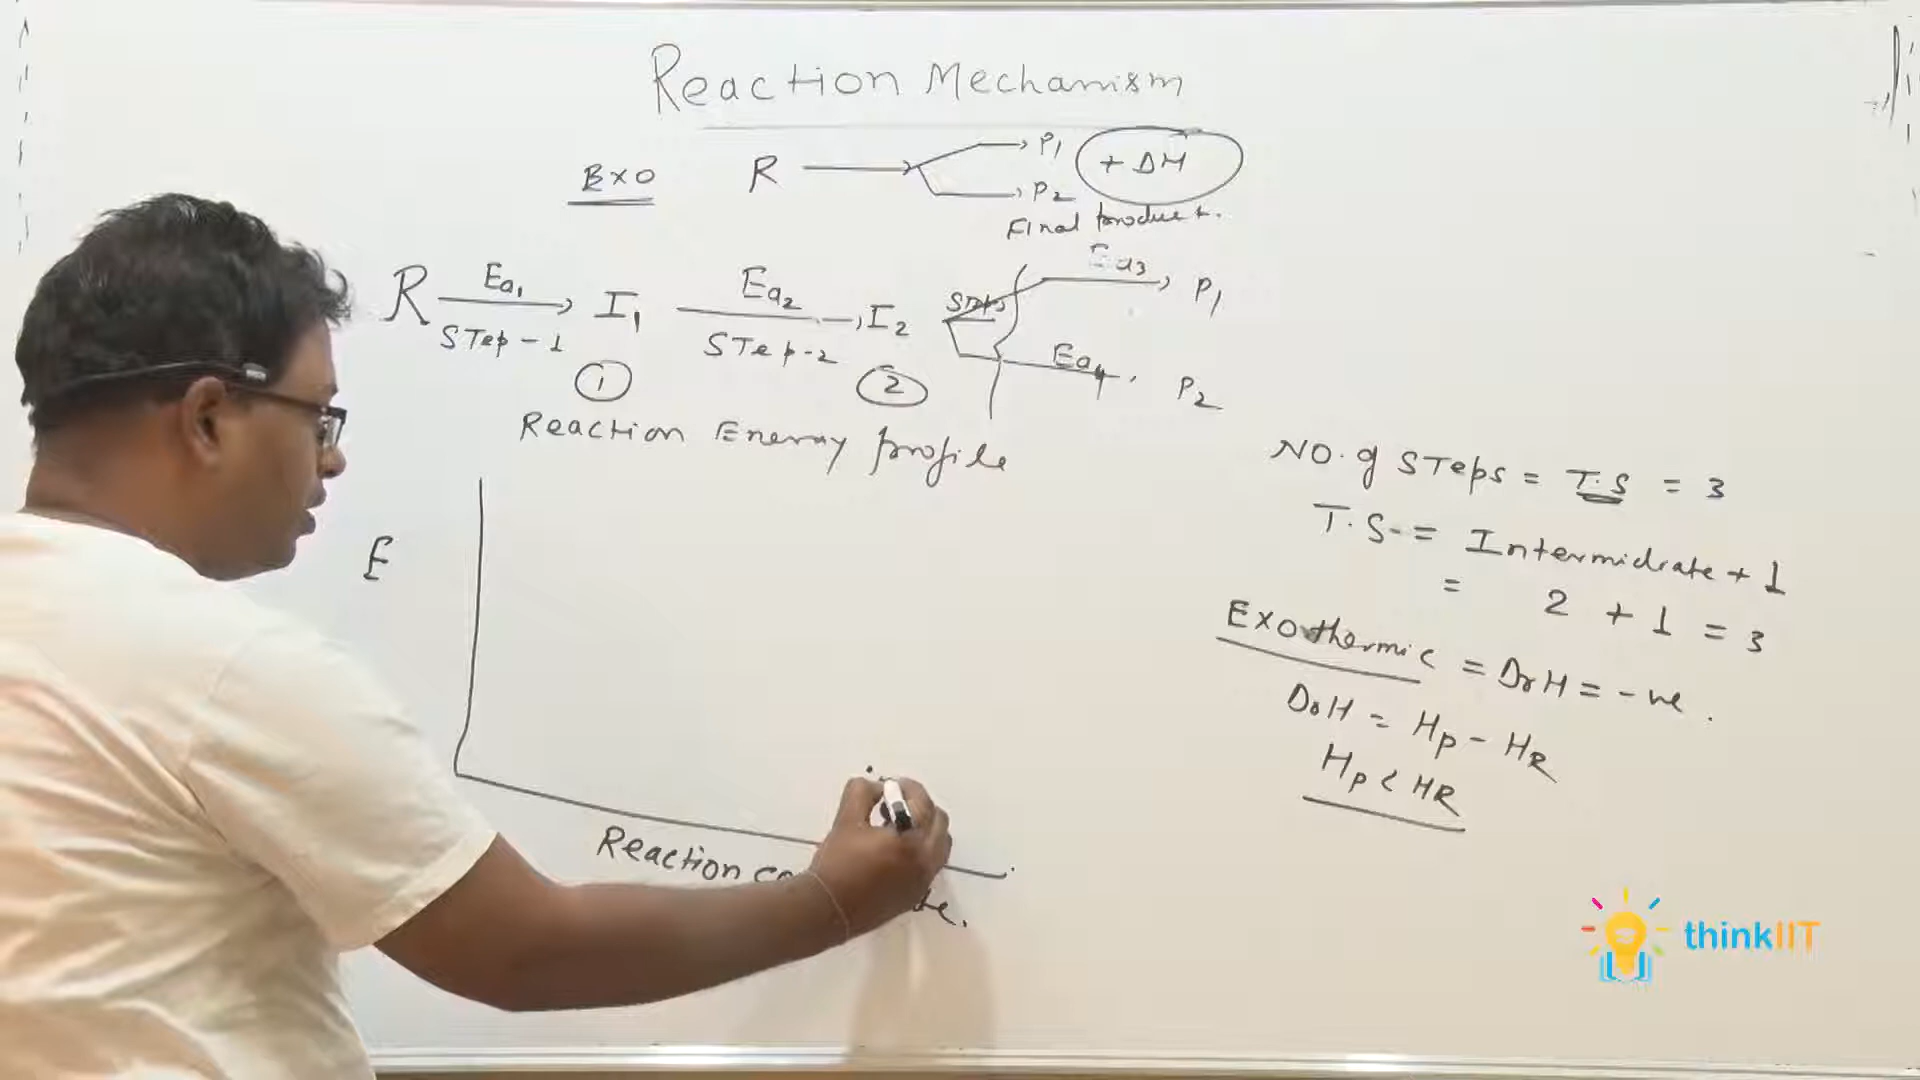 Reaction Mechanism
Exo R → P1 + ΔH
P2
Final product.
R Ea1 → I1 Ea2 → I2 Step3 Ea3 → P1
STep-1 STep-2 Ea4 P2
① ②
Reaction Energy profile
NO. of STeps = T.S = 3
T.S. = Intermidiate + 1
= 2 + 1 = 3
E
Exothermic = ΔrH = -ve.
ΔrH = Hp - HR
Hp < HR
Reaction
thinkIIT